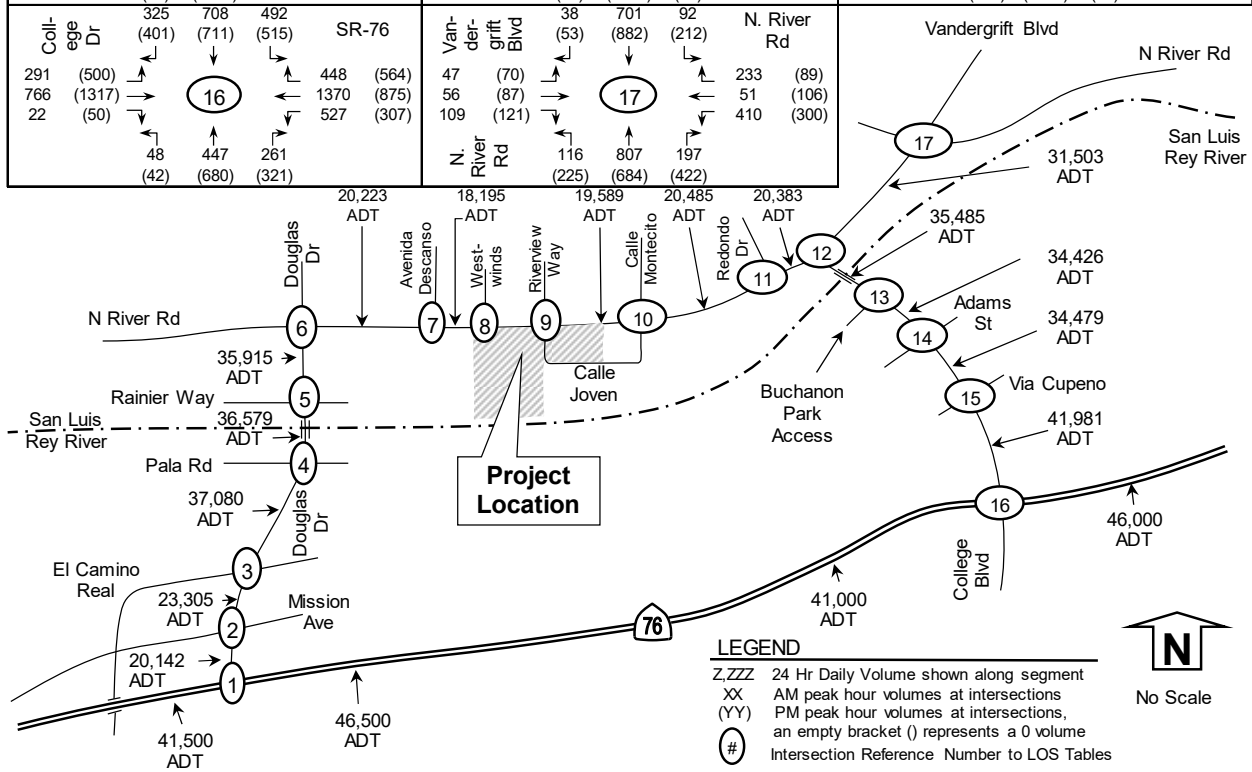 Coll-
ege
Dr
325 708 492
(401) (711) (515)
SR-76
291 (500)
766 (1317)
22 (50)
16
448 (564)
1370 (875)
527 (307)
48 447 261
(42) (680) (321)
Van-
der-
grift
Blvd
38 701 92
(53) (882) (212)
N. River
Rd
47 (70)
56 (87)
109 (121)
17
233 (89)
51 (106)
410 (300)
N.
River
Rd
116 807 197
(225) (684) (422)
Vandergrift Blvd
N River Rd
17
San Luis
Rey River
31,503
ADT
20,223
ADT
18,195
ADT
19,589
ADT
20,485
ADT
20,383
ADT
35,485
ADT
Douglas
Dr
Avenida
Descanso
West-
winds
Riverview
Way
Calle
Montecito
Redondo
Dr
12
11
34,426
ADT
N River Rd
6
7
8
9
10
13
14
Adams
St
34,479
ADT
35,915
ADT
Calle
Joven
Buchanon
Park
Access
15
Via Cupeno
Rainier Way
5
San Luis
Rey River
36,579
ADT
41,981
ADT
Pala Rd
4
Project
Location
37,080
ADT
Douglas
Dr
16
46,000
ADT
El Camino
Real
3
College
Blvd
41,000
ADT
23,305
ADT
Mission
Ave
2
76
20,142
ADT
1
46,500
ADT
41,500
ADT
LEGEND
Z,ZZZ 24 Hr Daily Volume shown along segment
XX AM peak hour volumes at intersections
(YY) PM peak hour volumes at intersections,
an empty bracket () represents a 0 volume
# Intersection Reference Number to LOS Tables
N
No Scale